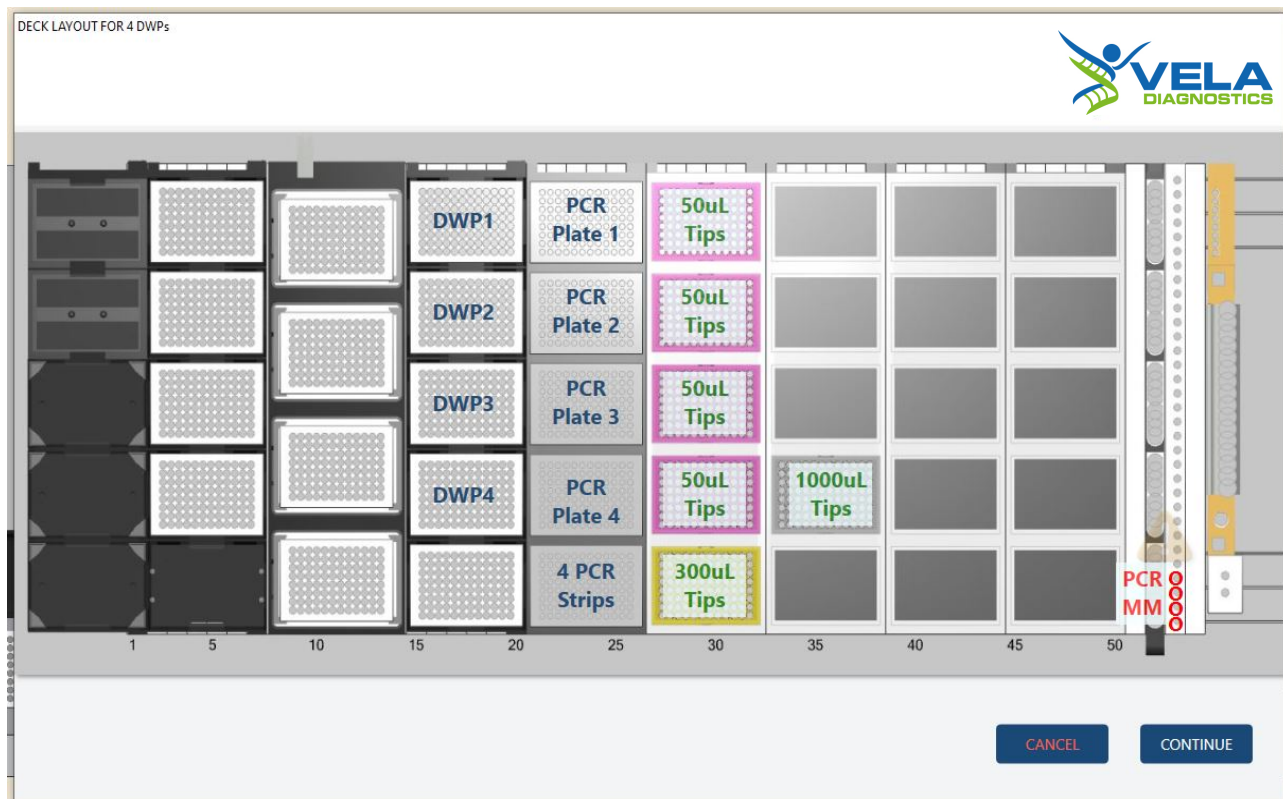 DECK LAYOUT FOR 4 DWPs
VELA
DIAGNOSTICS
DWP1
PCR
Plate 1
50uL
Tips
DWP2
PCR
Plate 2
50uL
Tips
DWP3
PCR
Plate 3
50uL
Tips
DWP4
PCR
Plate 4
50uL
Tips
1000uL
Tips
4 PCR
Strips
300uL
Tips
PCR
MM
1 5 10 15 20 25 30 35 40 45 50
CANCEL CONTINUE